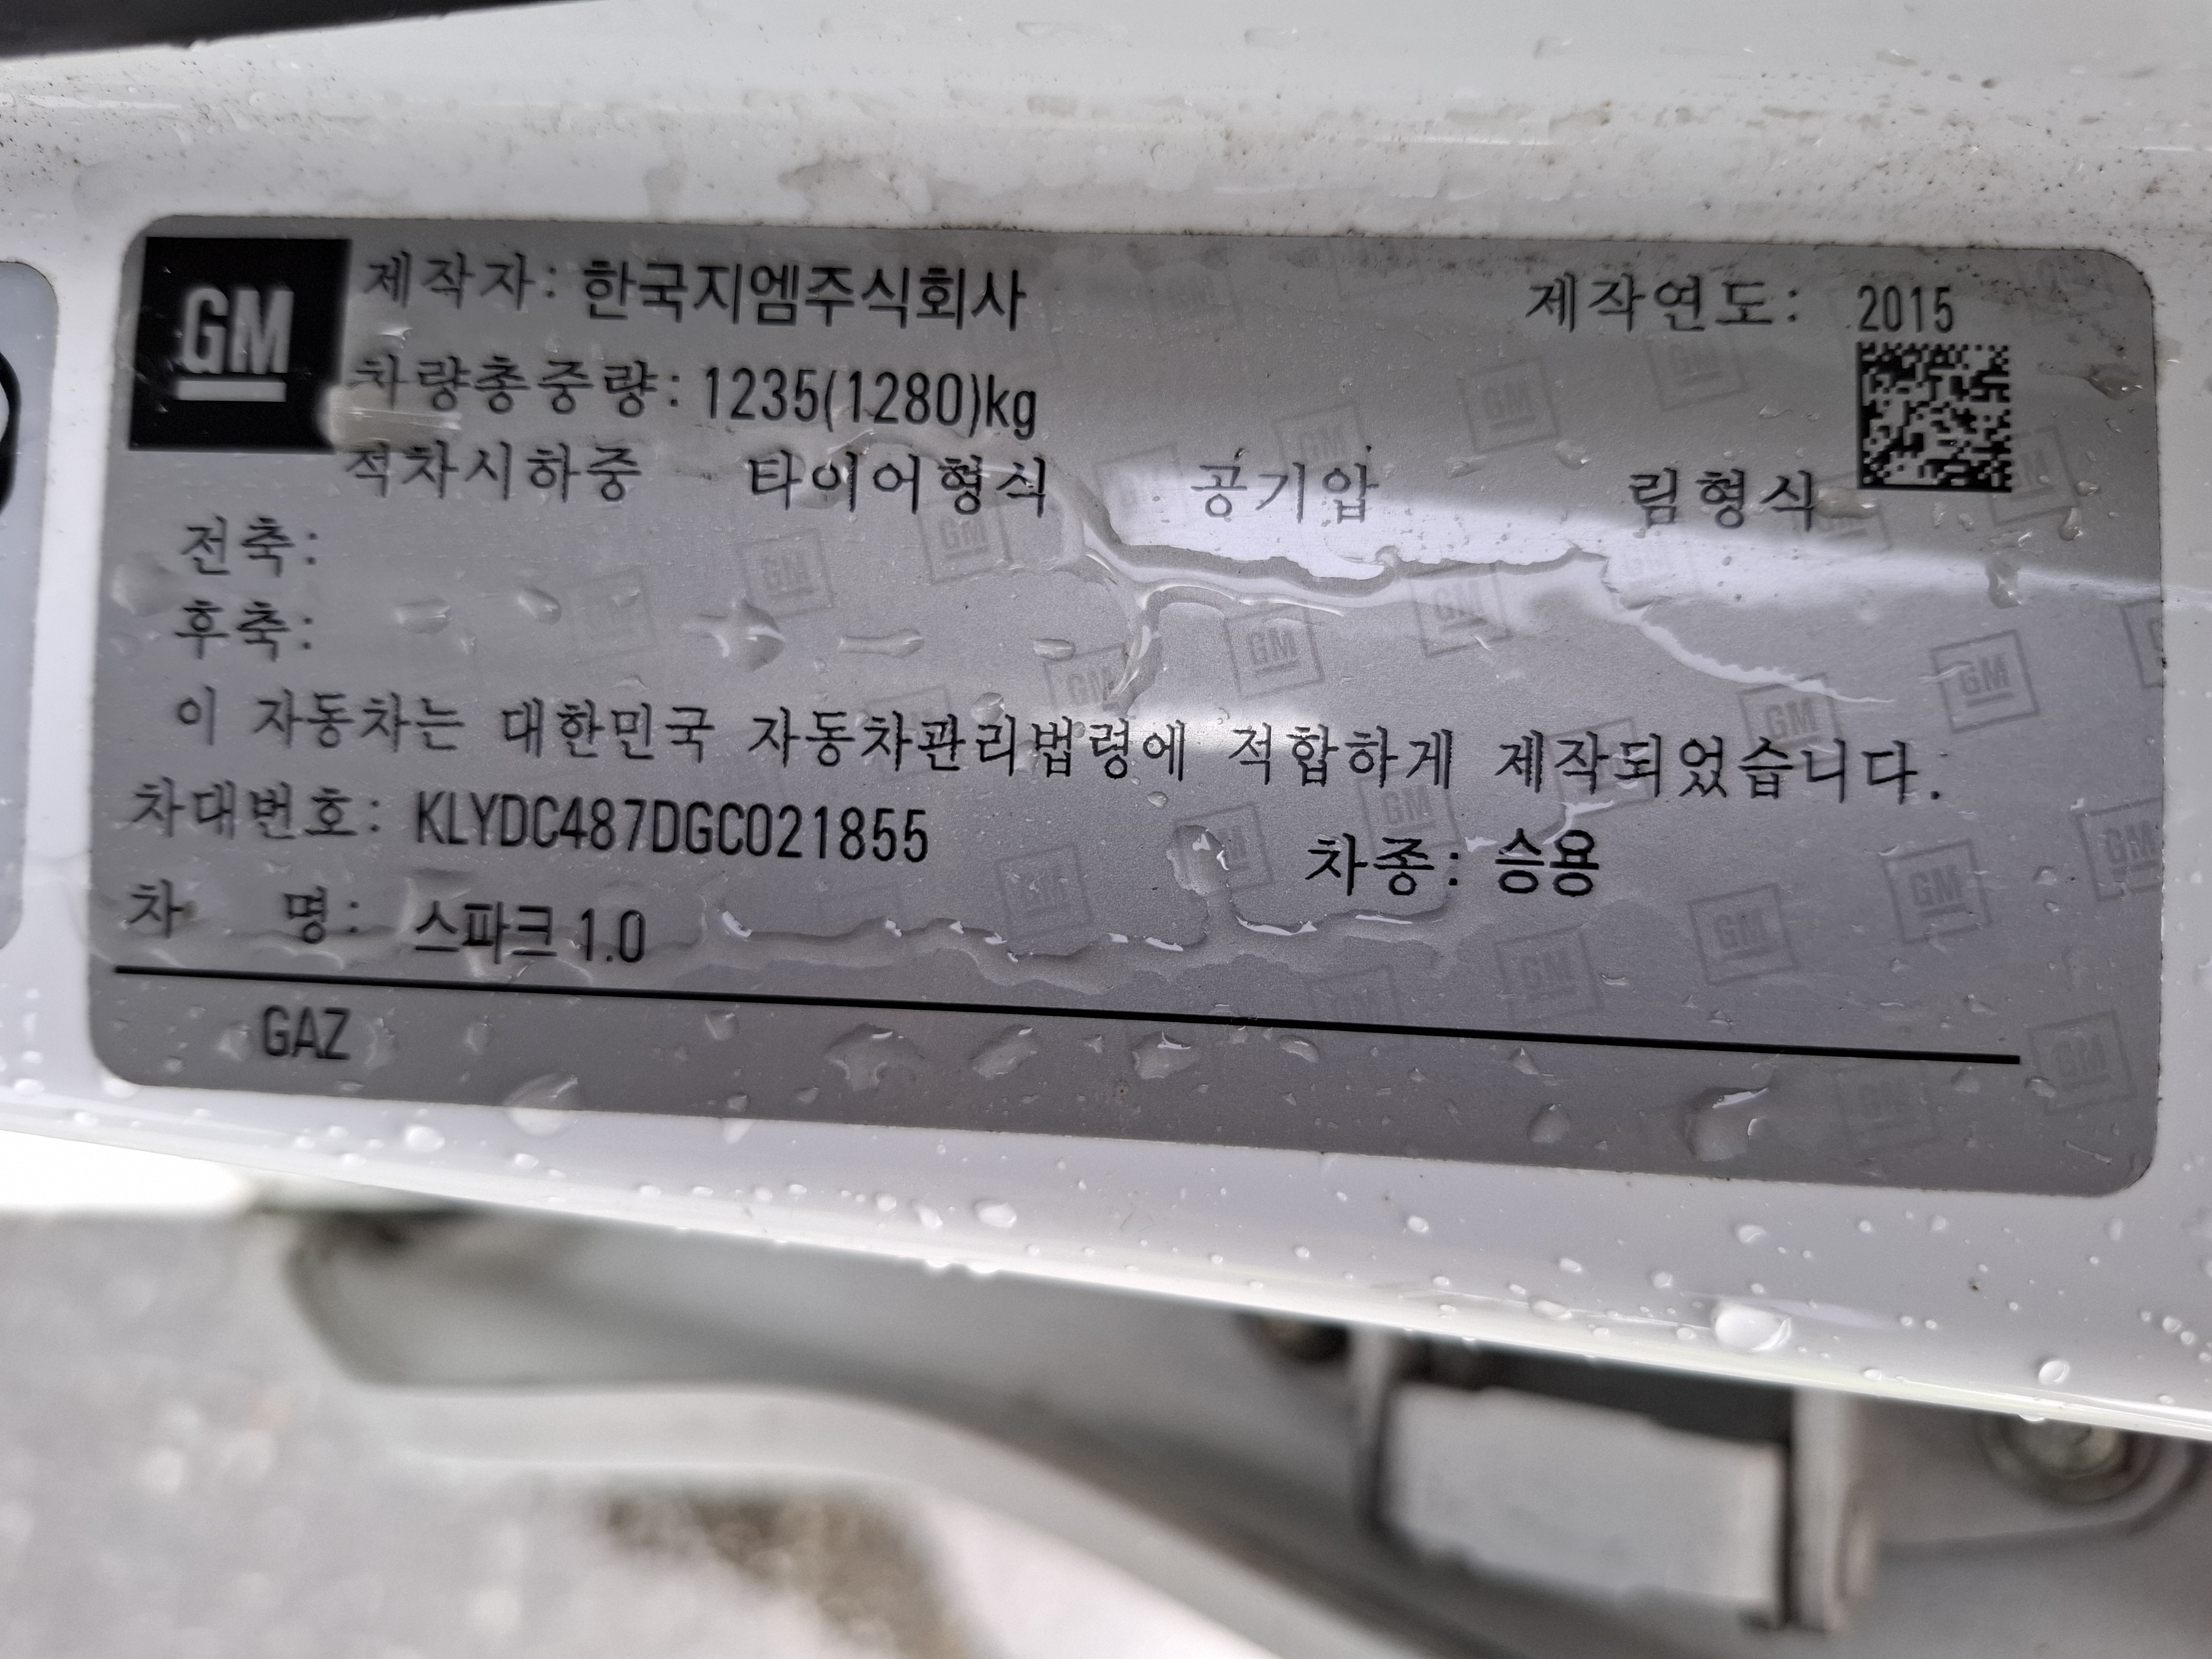 GM 제작자: 한국지엠주식회사 제작연도: 2015
차량총중량: 1235(1280)kg
적차시하중 타이어형식 공기압 림형식
전축:
후축:
이 자동차는 대한민국 자동차관리법령에 적합하게 제작되었습니다.
차대번호: KLYDC487DGC021855 차종: 승용
차 명: 스파크 1.0
GAZ